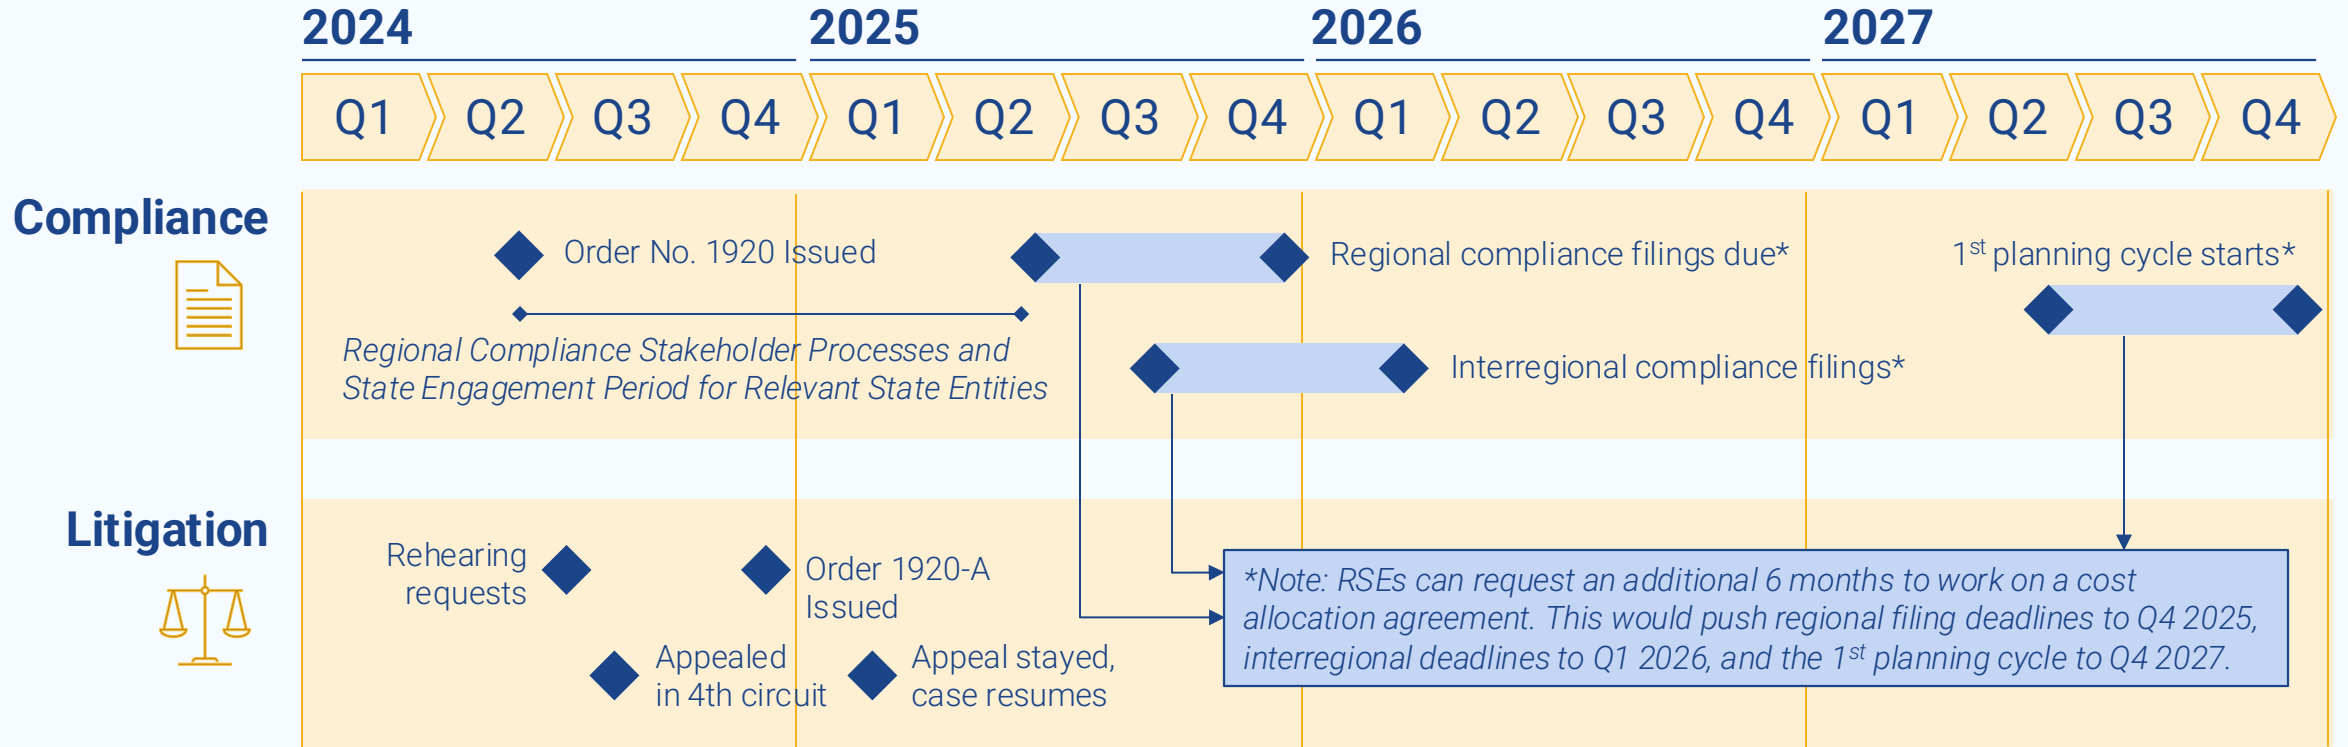 2024 2025 2026 2027
Q1 Q2 Q3 Q4 Q1 Q2 Q3 Q4 Q1 Q2 Q3 Q4 Q1 Q2 Q3 Q4
Compliance
Order No. 1920 Issued
Regional compliance filings due*
1st planning cycle starts*
Regional Compliance Stakeholder Processes and
State Engagement Period for Relevant State Entities
Interregional compliance filings*
Litigation
Rehearing
requests
Order 1920-A
Issued
Appealed
in 4th circuit
Appeal stayed,
case resumes
*Note: RSEs can request an additional 6 months to work on a cost
allocation agreement. This would push regional filing deadlines to Q4 2025,
interregional deadlines to Q1 2026, and the 1st planning cycle to Q4 2027.